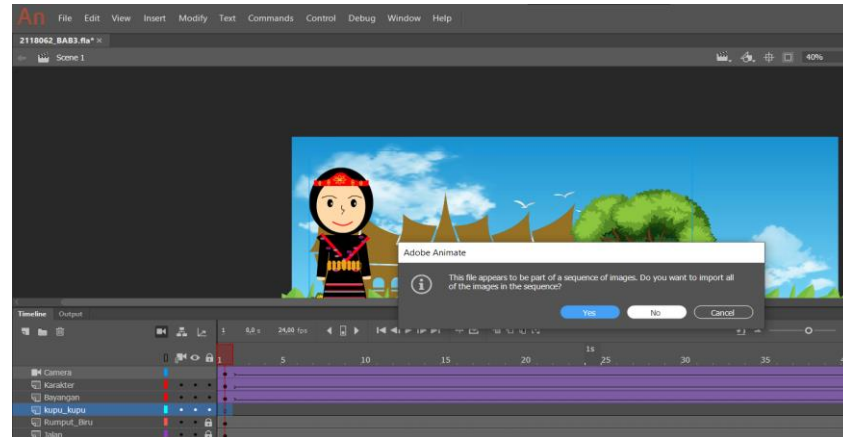 An File Edit View Insert Modify Text Commands Control Debug Window Help
2118062_BAB3.fla* ×
Scene 1 40%
Adobe Animate
This file appears to be part of a sequence of images. Do you want to import all
of the images in the sequence?
Yes No Cancel
Timeline Output
1 24,00 fps
1s
1 5 10 15 20 25 30 35
Camera
Karakter
Bayangan
kupu_kupu
Rumput_Biru
Jalan